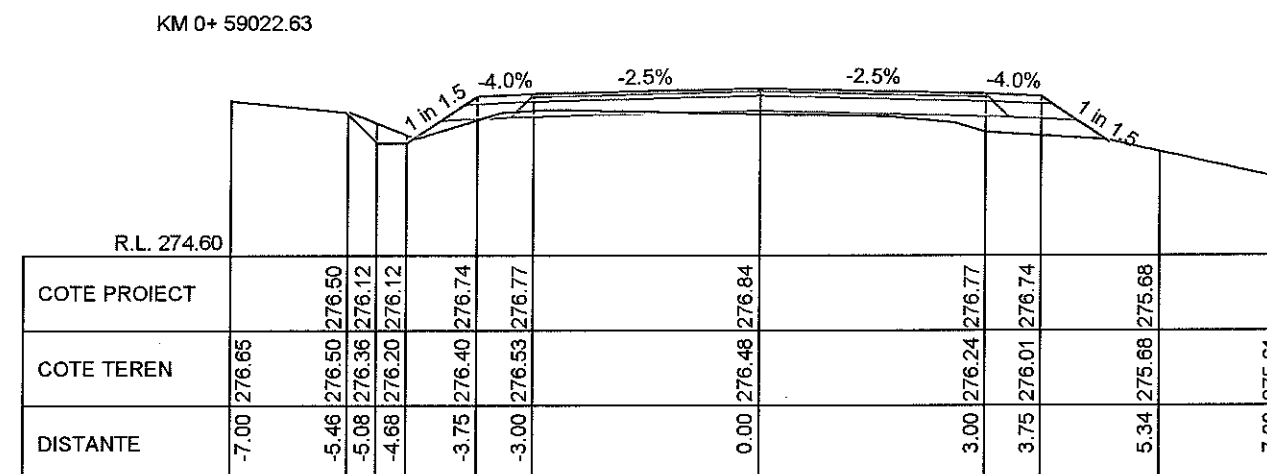 KM 0+ 59022.63
1 in 1.5 -4.0% -2.5% -2.5% -4.0% 1 in 1.5
R.L. 274.60
COTE PROIECT 276.50 276.12 276.12 276.74 276.77 276.84 276.77 276.74 275.68
COTE TEREN 276.65 276.50 276.36 276.20 276.40 276.53 276.48 276.24 276.01 275.68
DISTANTE -7.00 -5.46 -5.08 -4.68 -3.75 -3.00 0.00 3.00 3.75 5.34